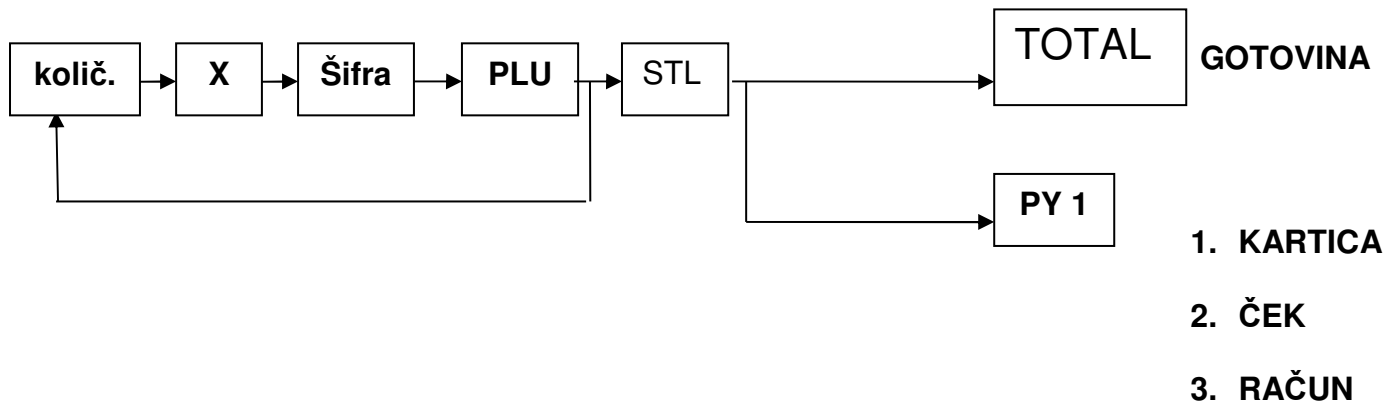 količ.
X
Šifra
PLU
STL
TOTAL
GOTOVINA
PY 1
1. KARTICA
2. ČEK
3. RAČUN